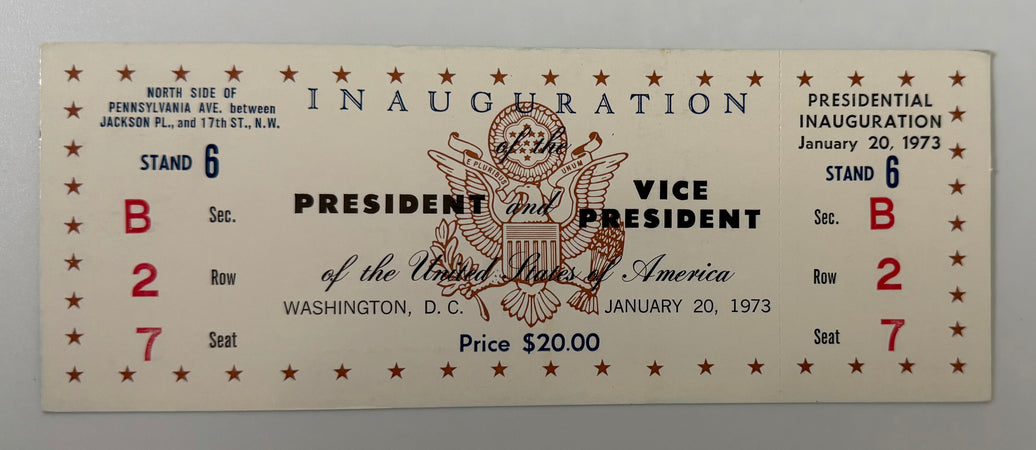 NORTH SIDE OF
PENNSYLVANIA AVE. between
JACKSON PL., and 17th ST., N.W.
STAND 6
B Sec.
2 Row
7 Seat
INAUGURATION
of the
E PLURIBUS UNUM
PRESIDENT and VICE PRESIDENT
of the United States of America
WASHINGTON, D. C. JANUARY 20, 1973
Price $20.00
PRESIDENTIAL
INAUGURATION
January 20, 1973
STAND 6
Sec. B
Row 2
Seat 7